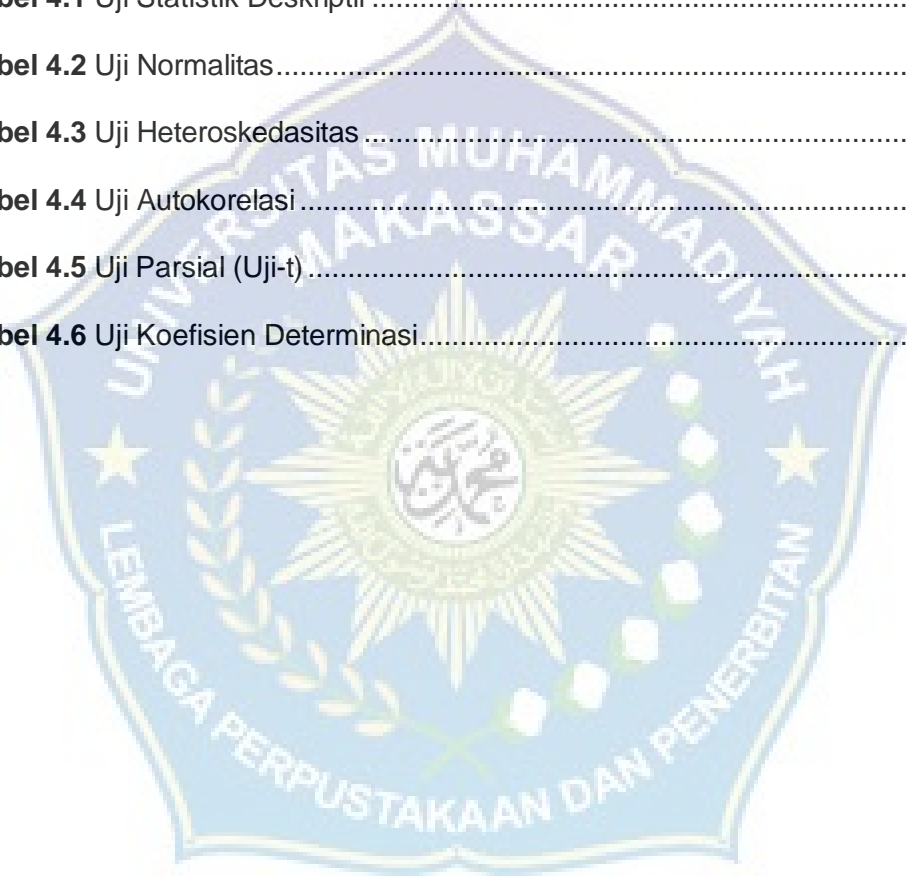 bel 4.1 Uji Statistik Deskriptif
bel 4.2 Uji Normalitas
bel 4.3 Uji Heteroskedasitas
bel 4.4 Uji Autokorelasi
bel 4.5 Uji Parsial (Uji-t)
bel 4.6 Uji Koefisien Determinasi
UNIVERSITAS MUHAMMADIYAH
MAKASSAR
LEMBAGA PERPUSTAKAAN DAN PENERBITAN